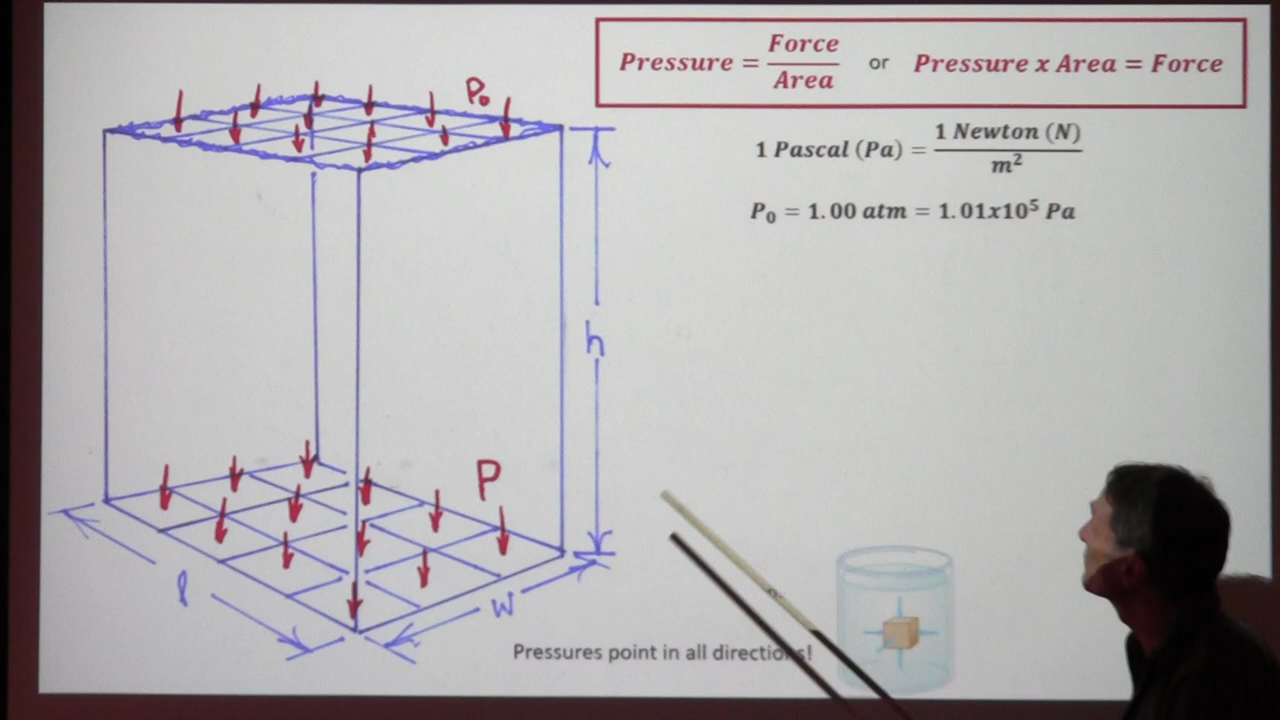 Pressure = Force / Area or Pressure x Area = Force
1 Pascal (Pa) = 1 Newton (N) / m²
P₀ = 1.00 atm = 1.01x10⁵ Pa
P₀
h
P
l
w
Pressures point in all directions!